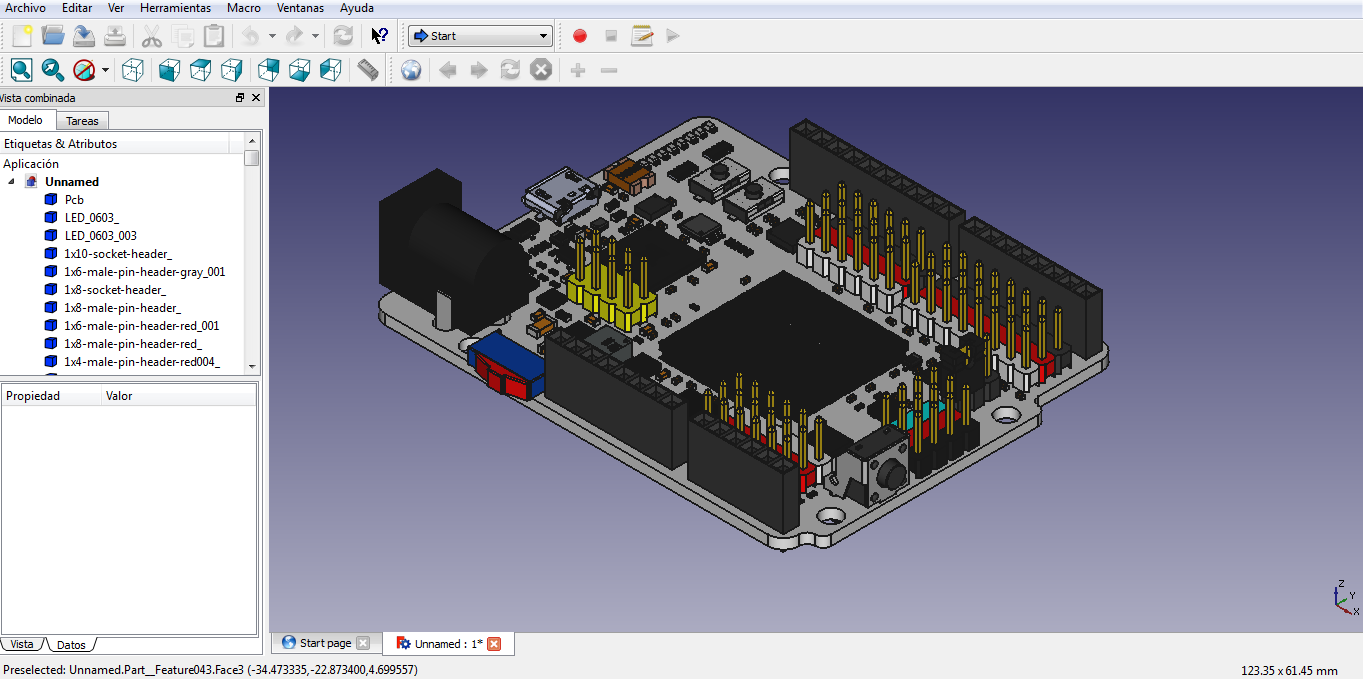 Archivo Editar Ver Herramientas Macro Ventanas Ayuda
Start
Vista combinada
Modelo Tareas
Etiquetas & Atributos
Aplicación
Unnamed
Pcb
LED_0603_
LED_0603_003
1x10-socket-header_
1x6-male-pin-header-gray_001
1x8-socket-header_
1x8-male-pin-header_
1x6-male-pin-header-red_001
1x8-male-pin-header-red_
1x4-male-pin-header-red004_
Propiedad Valor
Z
Y
X
Vista Datos
Start page Unnamed : 1*
Preselected: Unnamed.Part__Feature043.Face3 (-34.473335,-22.873400,4.699557)
123.35 x 61.45 mm